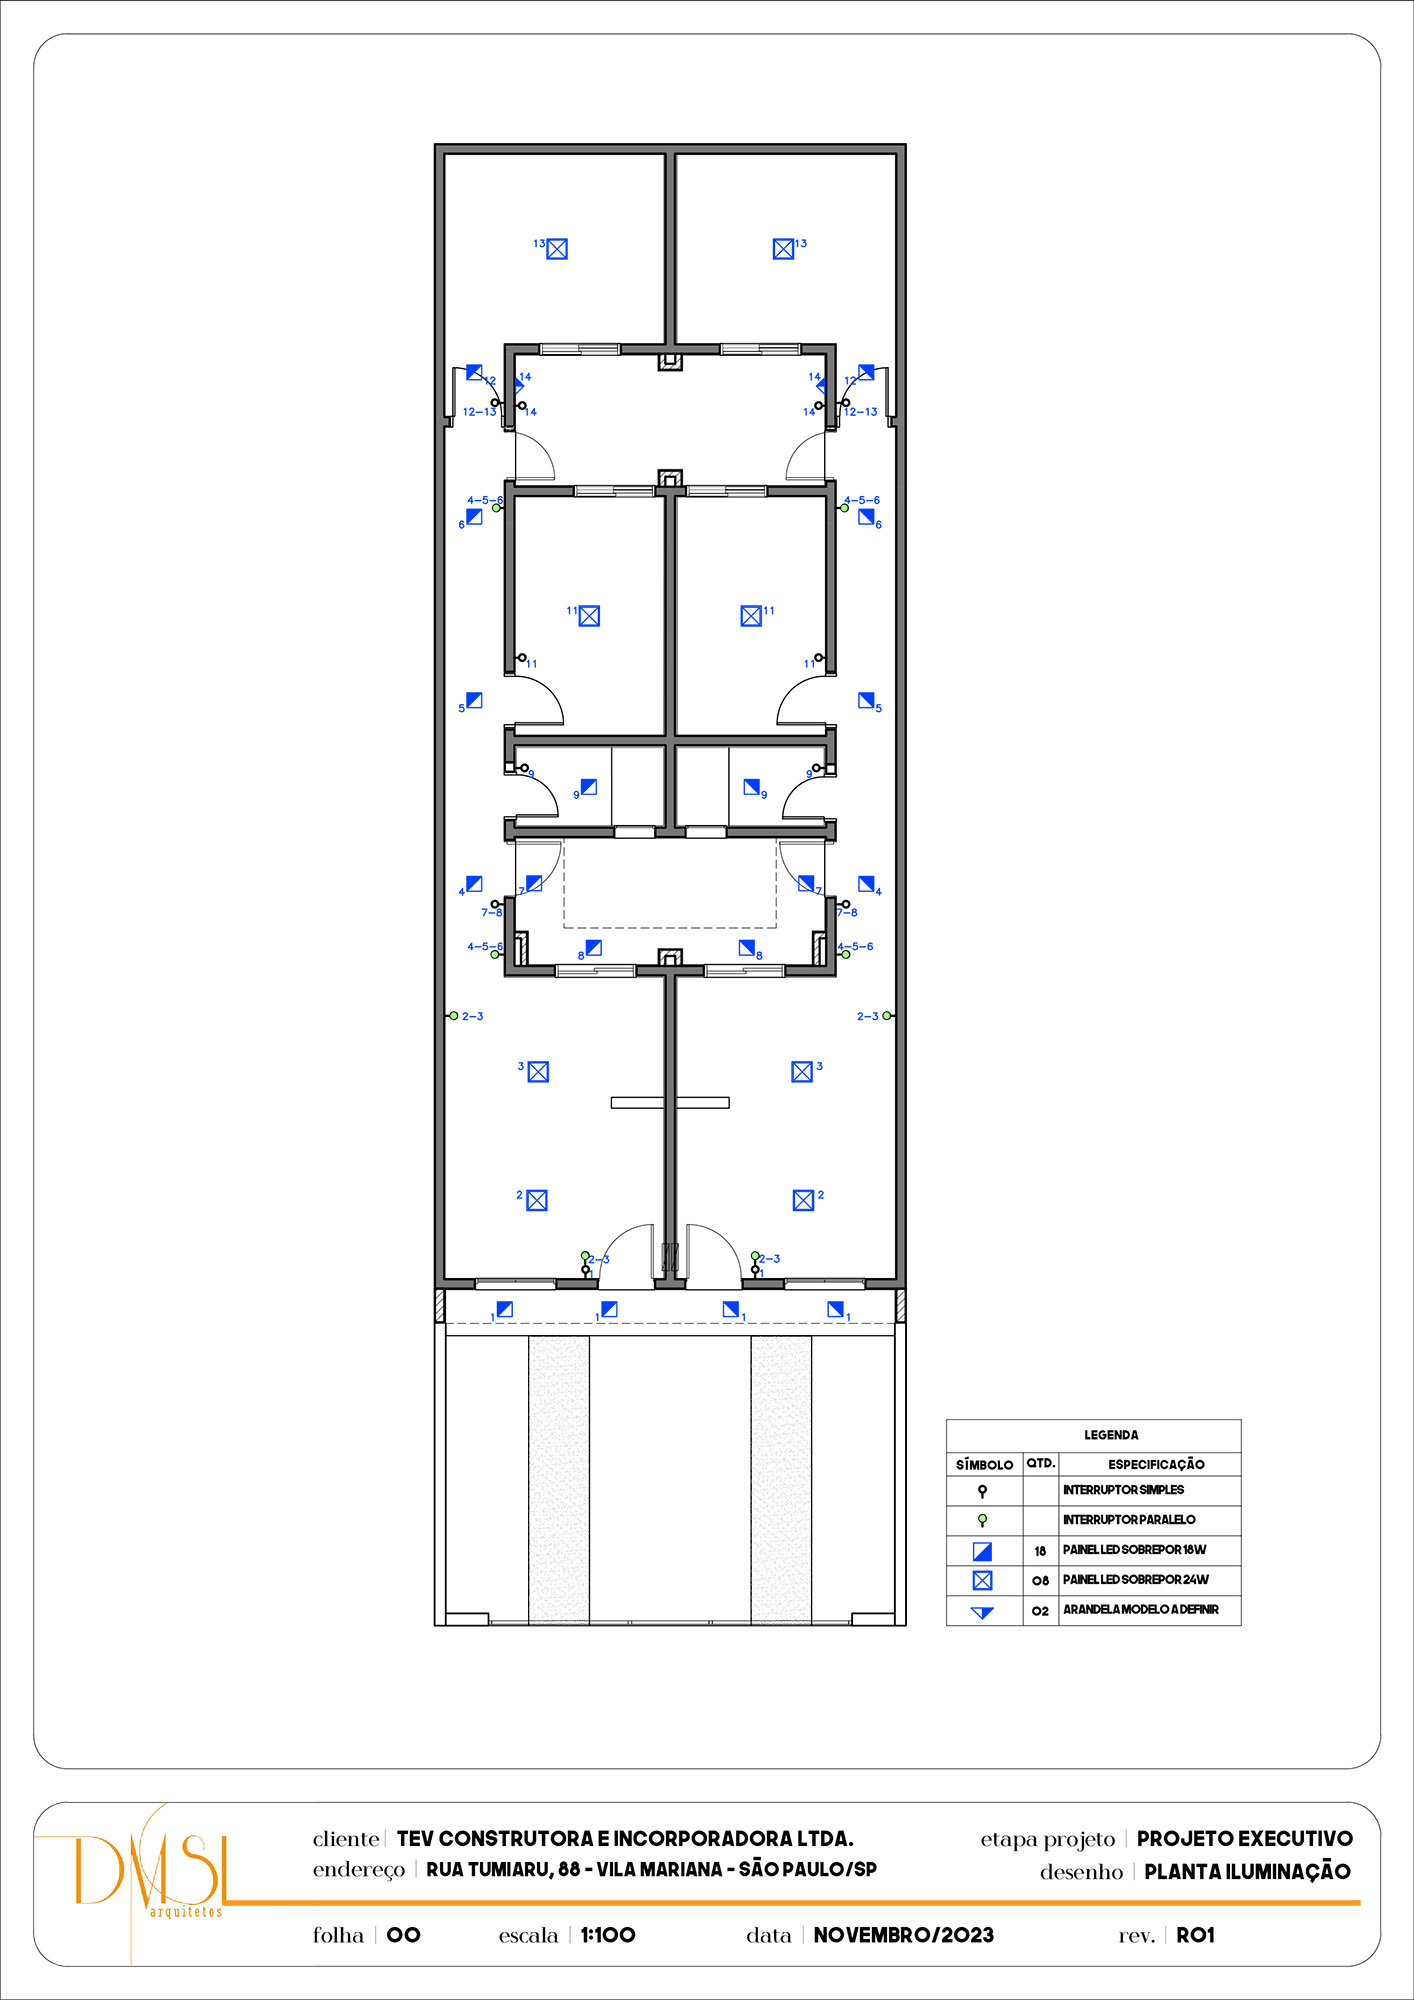 13 13
14 14
12 12
12-13 14 14 12-13
4-5-6 4-5-6
6 6
11 11
11 11
5 5
9 9
9 9
4 7 7 4
7-8 7-8
4-5-6 4-5-6
8 8
2-3 2-3
3 3
2 2
2-3 2-3
1 1
1 1 1 1
LEGENDA
SÍMBOLO QTD. ESPECIFICAÇÃO
INTERRUPTOR SIMPLES
INTERRUPTOR PARALELO
18 PAINEL LED SOBREPOR 18W
08 PAINEL LED SOBREPOR 24W
02 ARANDELA MODELO A DEFINIR
DMSL
arquitetos
cliente | TEV CONSTRUTORA E INCORPORADORA LTDA.
endereço | RUA TUMIARU, 88 - VILA MARIANA - SÃO PAULO/SP
etapa projeto | PROJETO EXECUTIVO
desenho | PLANTA ILUMINAÇÃO
folha | 00 escala | 1:100 data | NOVEMBRO/2023 rev. | R01